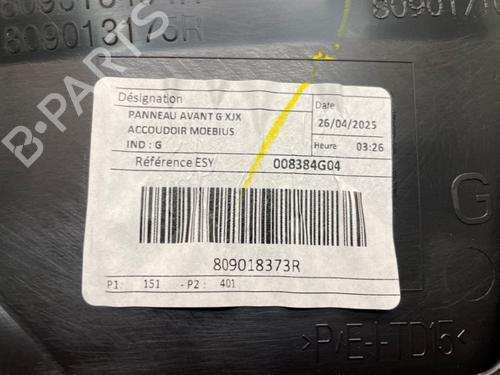 809013175R
Désignation
PANNEAU AVANT G XJX
ACCOUDOIR MOEBIUS
IND : G
Date
26/04/2025
Heure 03:26
Référence ESY 008384G04
809018373R
P1: 151 - P2: 401
G
>P/E-I-TD15<
B-PARTS